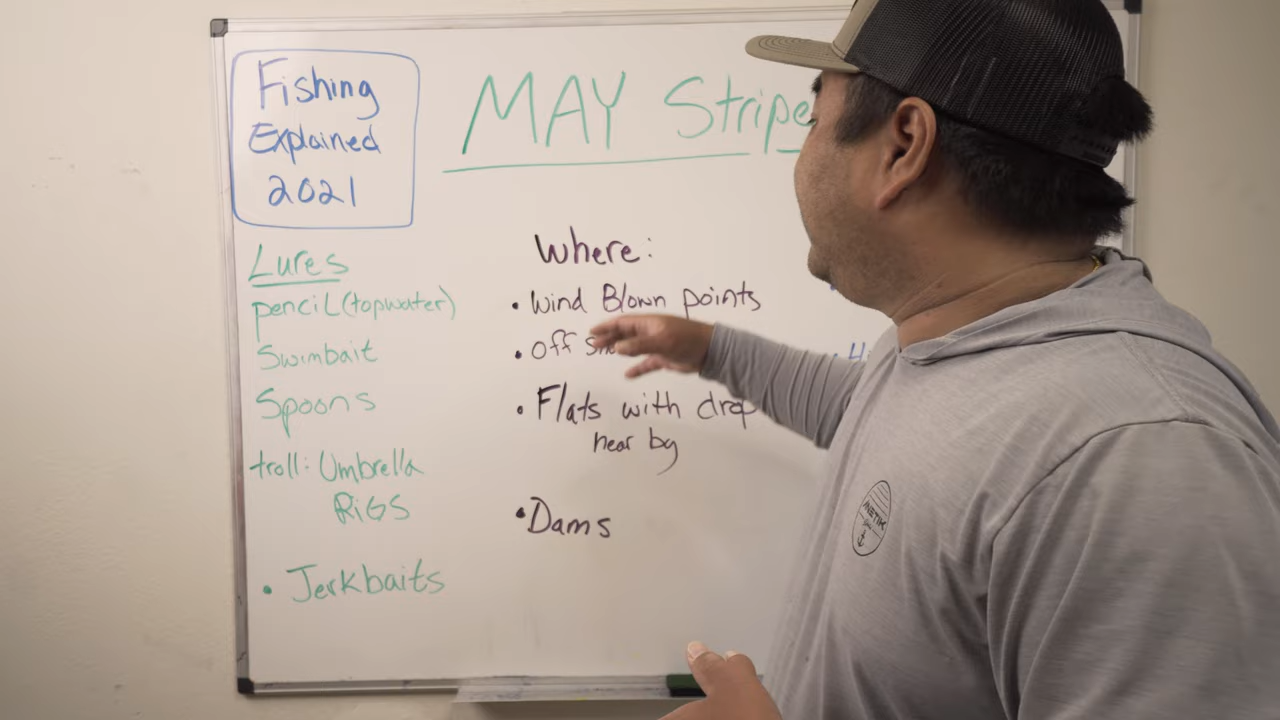 Fishing
Explained
2021
MAY Stripe
Lures
pencil (topwater)
Swimbait
Spoons
troll: Umbrella
RiGS
• Jerkbaits
Where:
• Wind Blown points
• Off
• Flats with drop
near by
• Dams